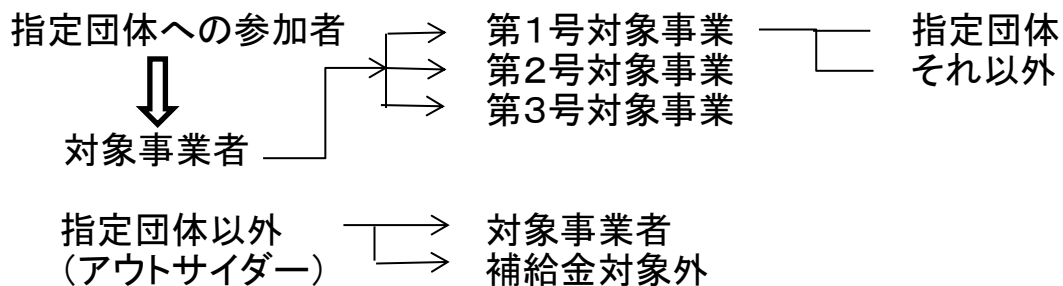 指定団体への参加者
第1号対象事業
指定団体
第2号対象事業
それ以外
第3号対象事業
対象事業者
指定団体以外
対象事業者
(アウトサイダー)
補給金対象外